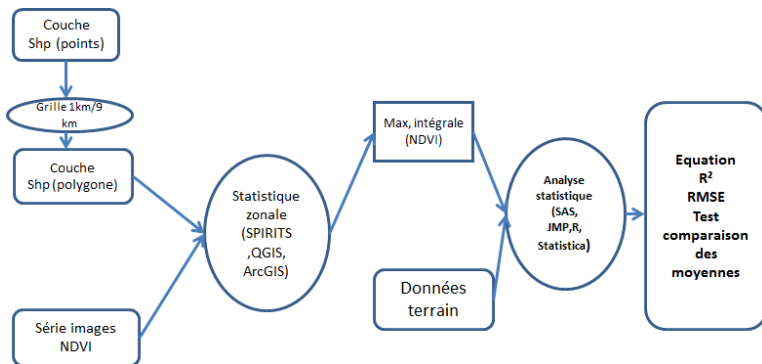 Couche
Shp (points)
Grille 1km/9
km
Couche
Shp (polygone)
Série images
NDVI
Statistique
zonale
(SPIRITS
,QGIS,
ArcGIS)
Max, intégrale
(NDVI)
Données
terrain
Analyse
statistique
(SAS,
JMP,R,
Statistica)
Equation
R²
RMSE
Test
comparaison
des
moyennes